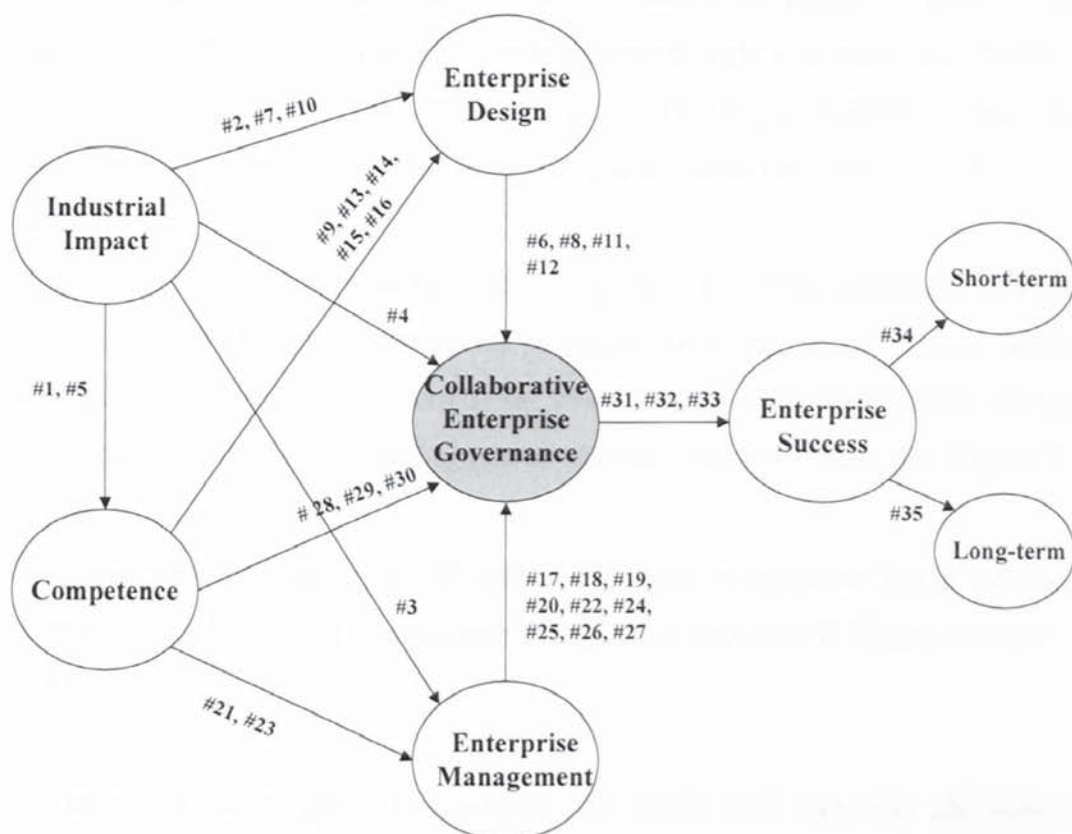 Enterprise
Design
#2, #7, #10
Industrial
Impact
#9, #13, #14,
#15, #16
#6, #8, #11,
#12
Short-term
#4
#34
#1, #5
Collaborative
Enterprise
Governance
#31, #32, #33
Enterprise
Success
# 28, #29, #30
#35
Competence
Long-term
#3
#17, #18, #19,
#20, #22, #24,
#25, #26, #27
#21, #23
Enterprise
Management